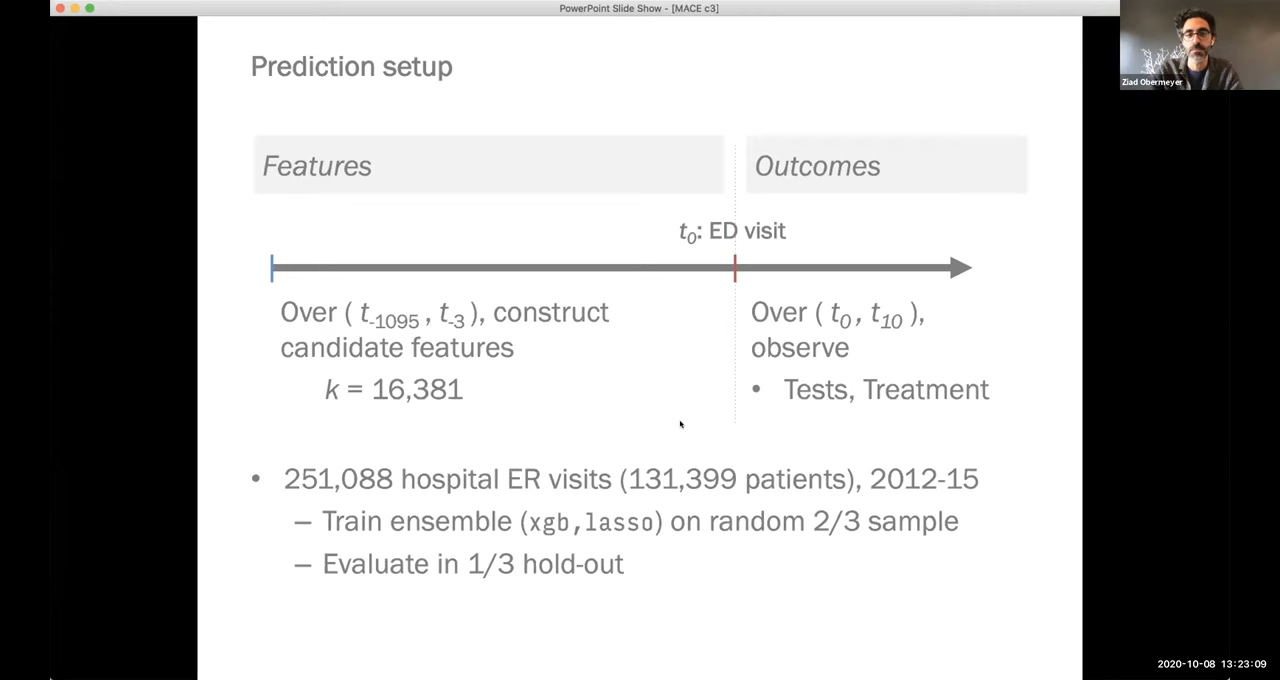 PowerPoint Slide Show - [MACE c3]
Ziad Obermeyer
Prediction setup
Features
Outcomes
t0: ED visit
Over ( t-1095 , t-3 ), construct
candidate features
k = 16,381
Over ( t0 , t10 ),
observe
• Tests, Treatment
• 251,088 hospital ER visits (131,399 patients), 2012-15
– Train ensemble (xgb,lasso) on random 2/3 sample
– Evaluate in 1/3 hold-out
2020-10-08 13:23:09